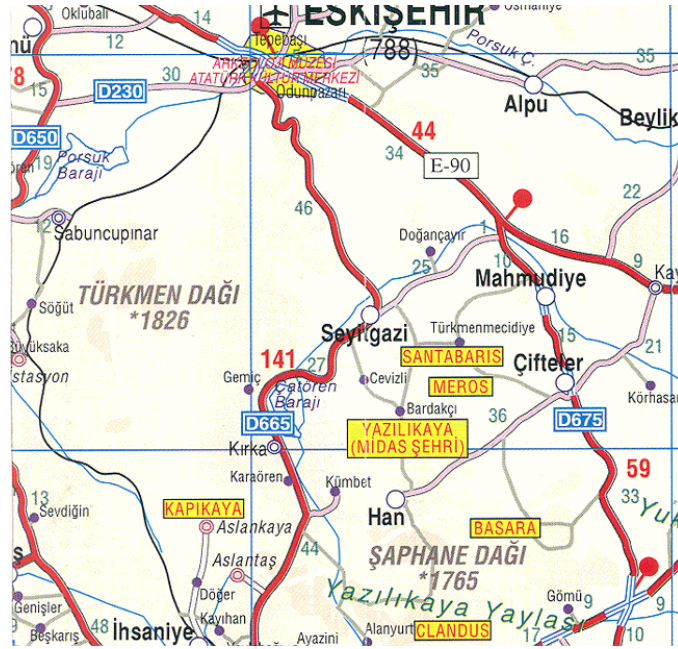 Oklubalı
ESKİŞEHİR
Osmaniye
14
12
Tepebaşı
(788)
Porsuk Ç.
ARKEOLOJİ MÜZESİ
ATATÜRK KÜLTÜR MERKEZİ
Odunpazarı
35
35
15
D230
30
Alpu
Beylik
D650
44
34
E-90
19
Porsuk
Barajı
46
22
12
Sabuncupınar
Doğançayır
1
16
9
25
10
Mahmudiye
TÜRKMEN DAĞI
*1826
Söğüt
Seyitgazi
Türkmenmecidiye
15
SANTABARIS
21
141
27
Çifteler
MEROS
Gemiç
Çatören
Barajı
Cevizli
Bardakçı
36
D675
D665
YAZILIKAYA
(MİDAS ŞEHRİ)
Kırka
59
33
Karaören
Kümbet
13
Sevdiğin
KAPIKAYA
Aslankaya
Han
BASARA
44
Aslantaş
ŞAPHANE DAĞI
*1765
Döğer
Yazılıkaya Yaylası
Gömü
9
9
Genişler
Beşkarış
48
İhsaniye
Kayıhan
Ayazini
Alanyurt
CLANDUS
17
10